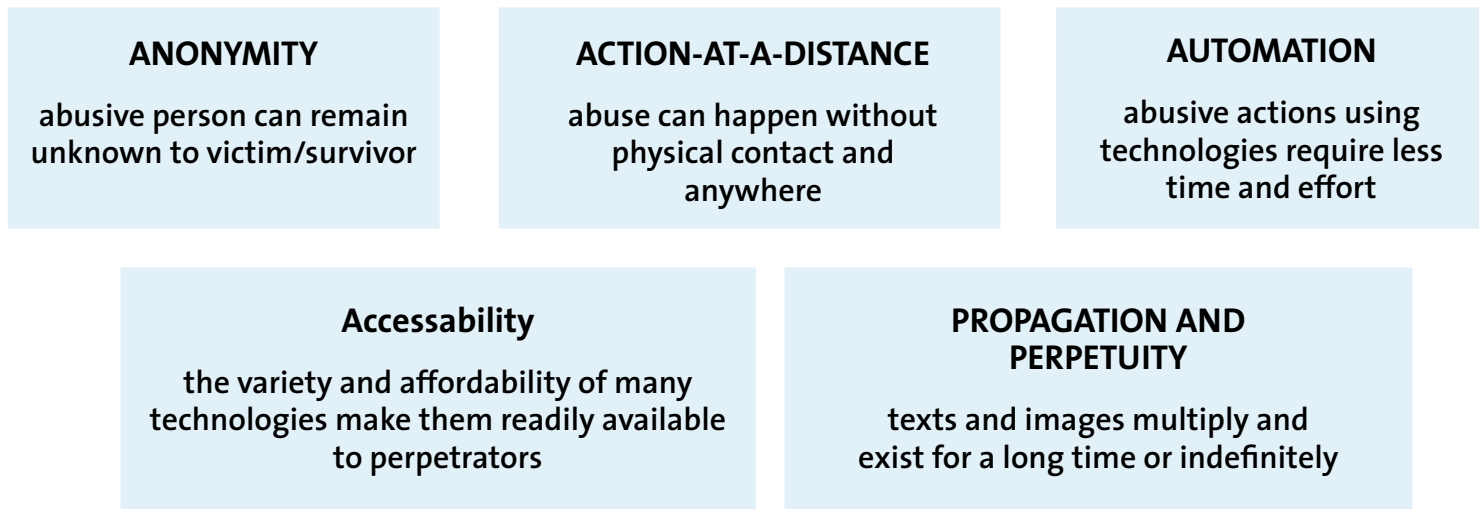 ANONYMITY
abusive person can remain
unknown to victim/survivor
ACTION-AT-A-DISTANCE
abuse can happen without
physical contact and
anywhere
AUTOMATION
abusive actions using
technologies require less
time and effort
Accessability
the variety and affordability of many
technologies make them readily available
to perpetrators
PROPAGATION AND
PERPETUITY
texts and images multiply and
exist for a long time or indefinitely